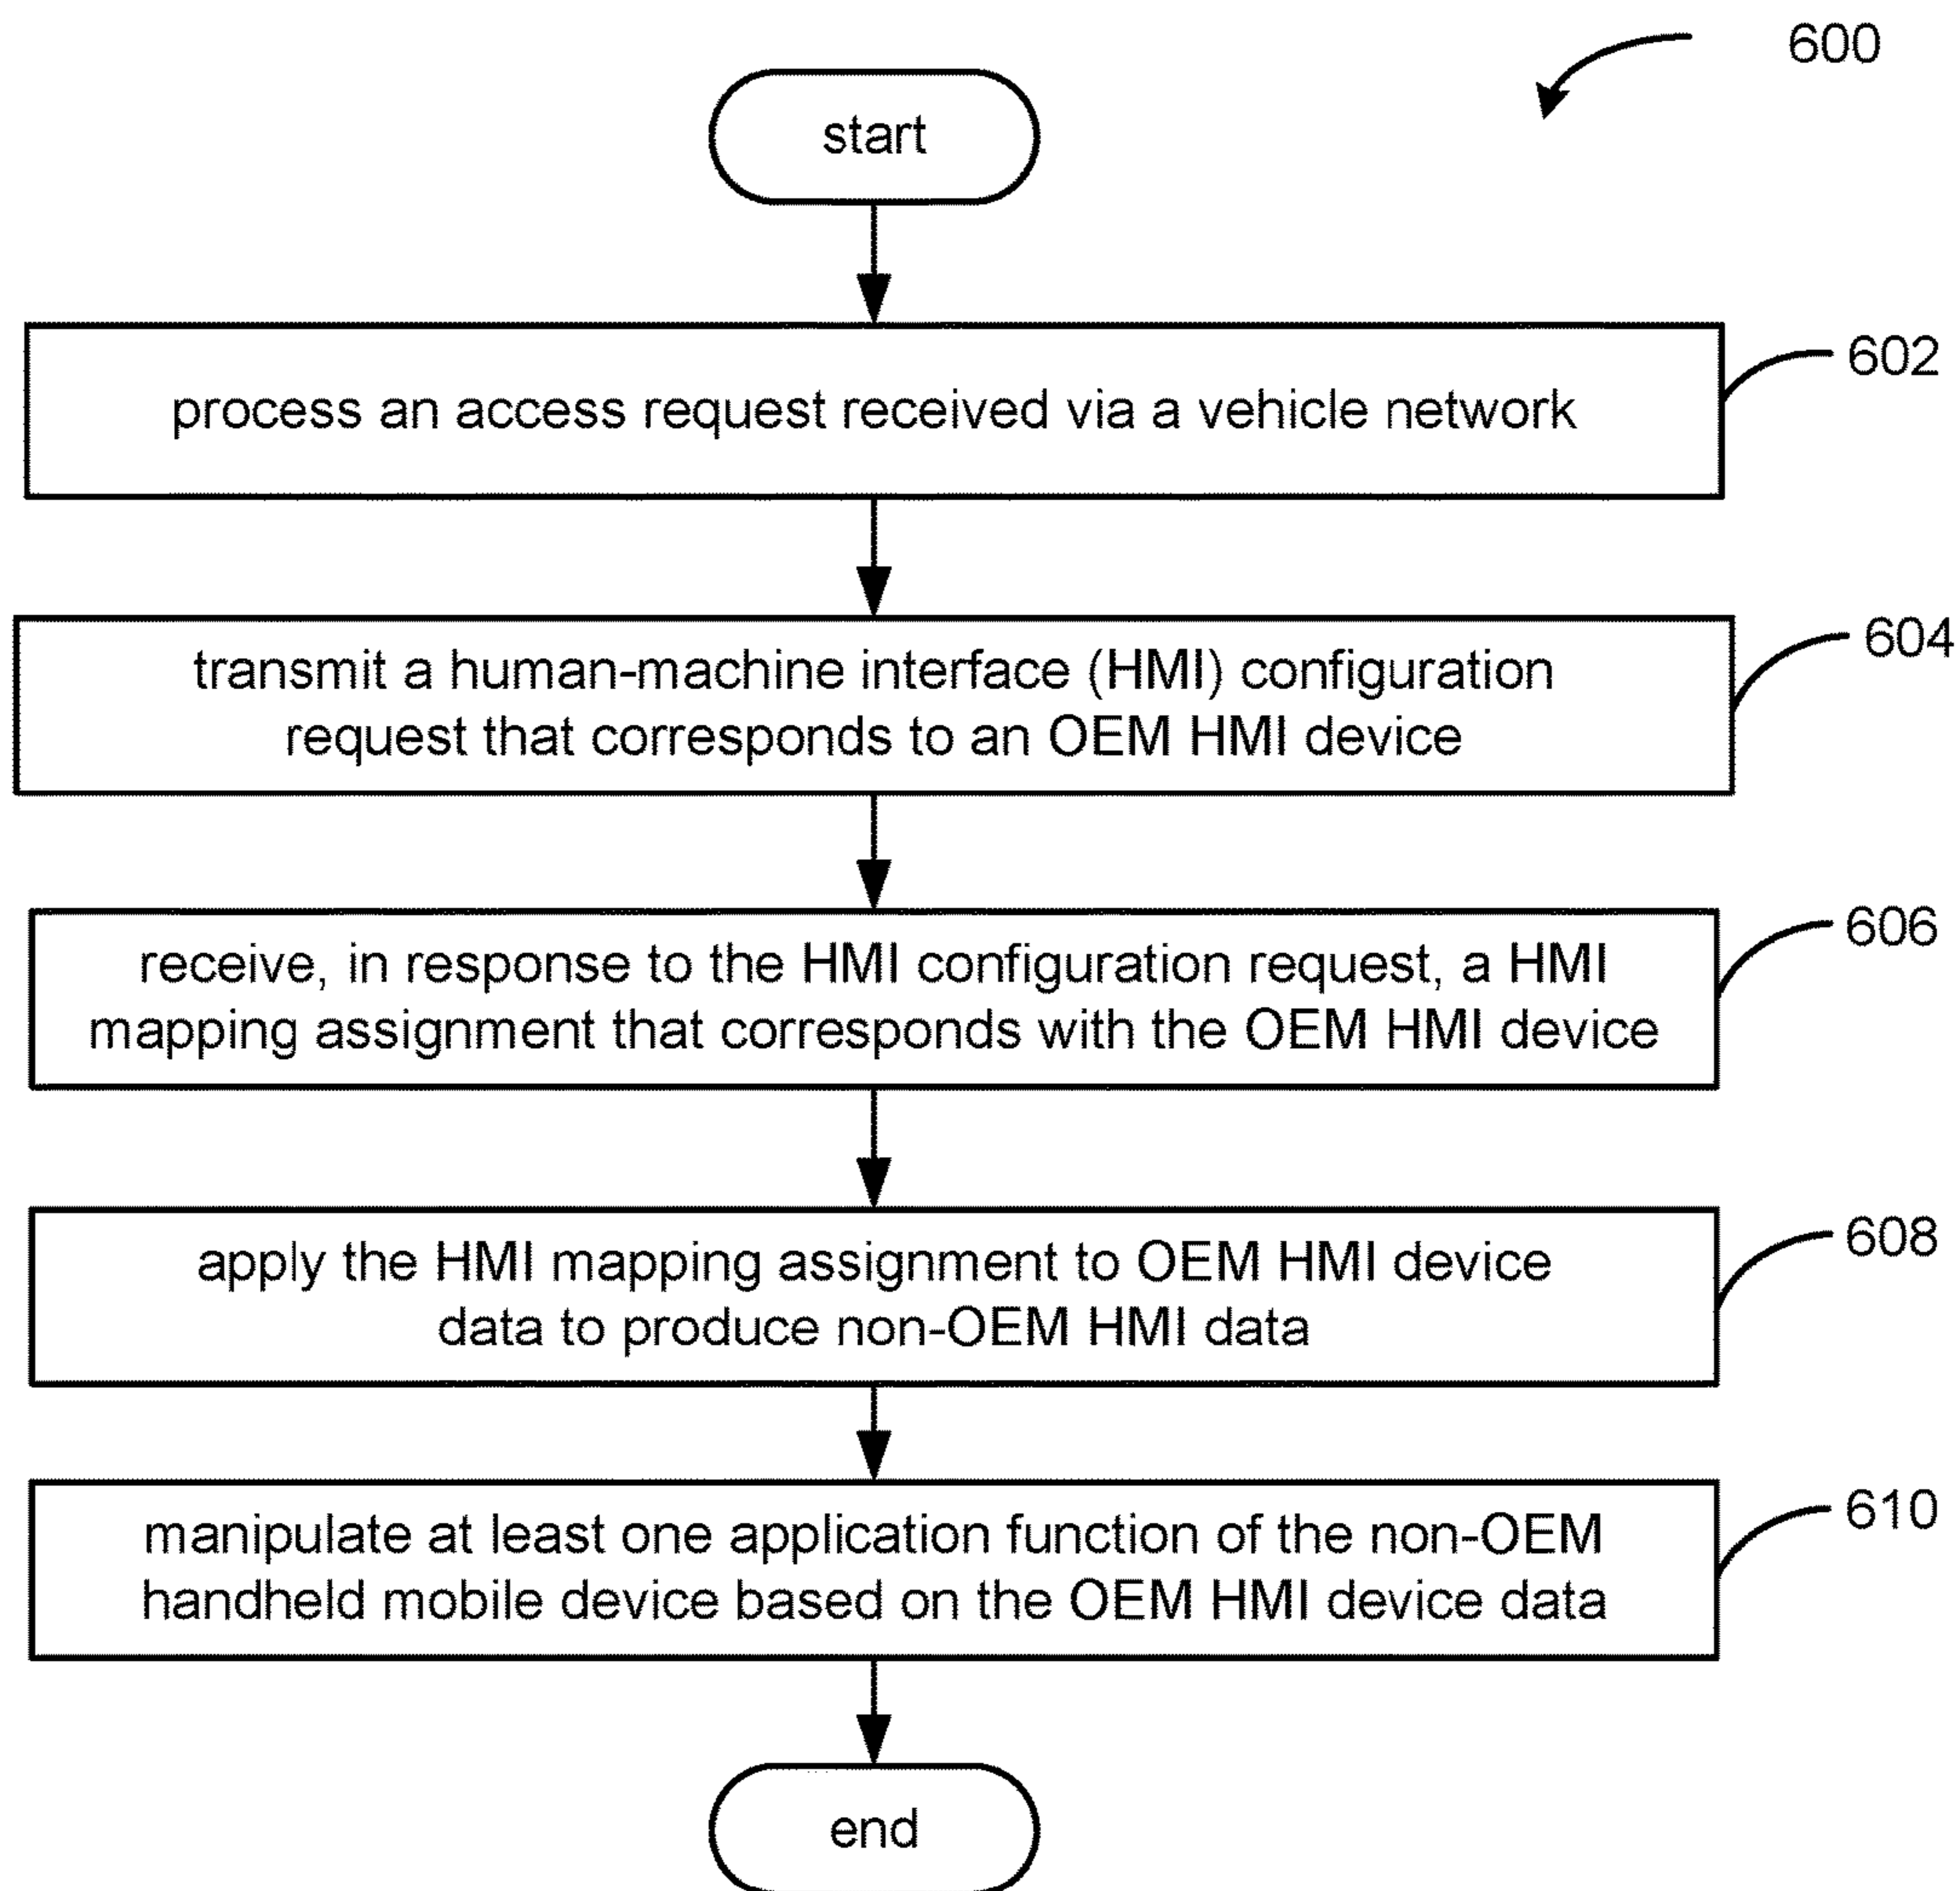 600
start
process an access request received via a vehicle network
602
transmit a human-machine interface (HMI) configuration
request that corresponds to an OEM HMI device
604
receive, in response to the HMI configuration request, a HMI
mapping assignment that corresponds with the OEM HMI device
606
apply the HMI mapping assignment to OEM HMI device
data to produce non-OEM HMI data
608
manipulate at least one application function of the non-OEM
handheld mobile device based on the OEM HMI device data
610
end